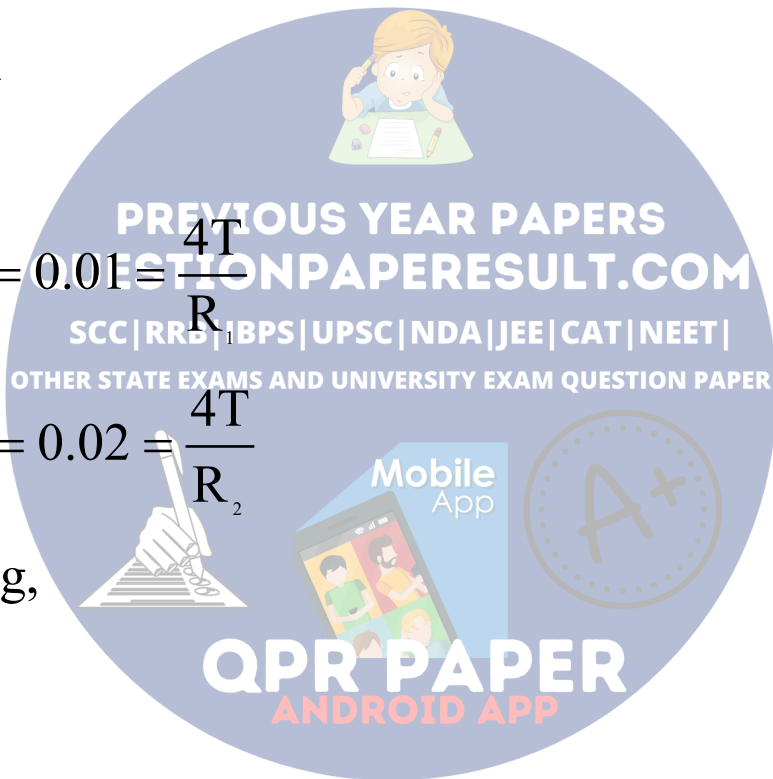 PREVIOUS YEAR PAPERS
QUESTIONPAPERESULT.COM
= 0.01 = 4T / R₁
SCC|RRB|IBPS|UPSC|NDA|JEE|CAT|NEET|
OTHER STATE EXAMS AND UNIVERSITY EXAM QUESTION PAPER
= 0.02 = 4T / R₂
Mobile
App
A+
g,
QPR PAPER
ANDROID APP